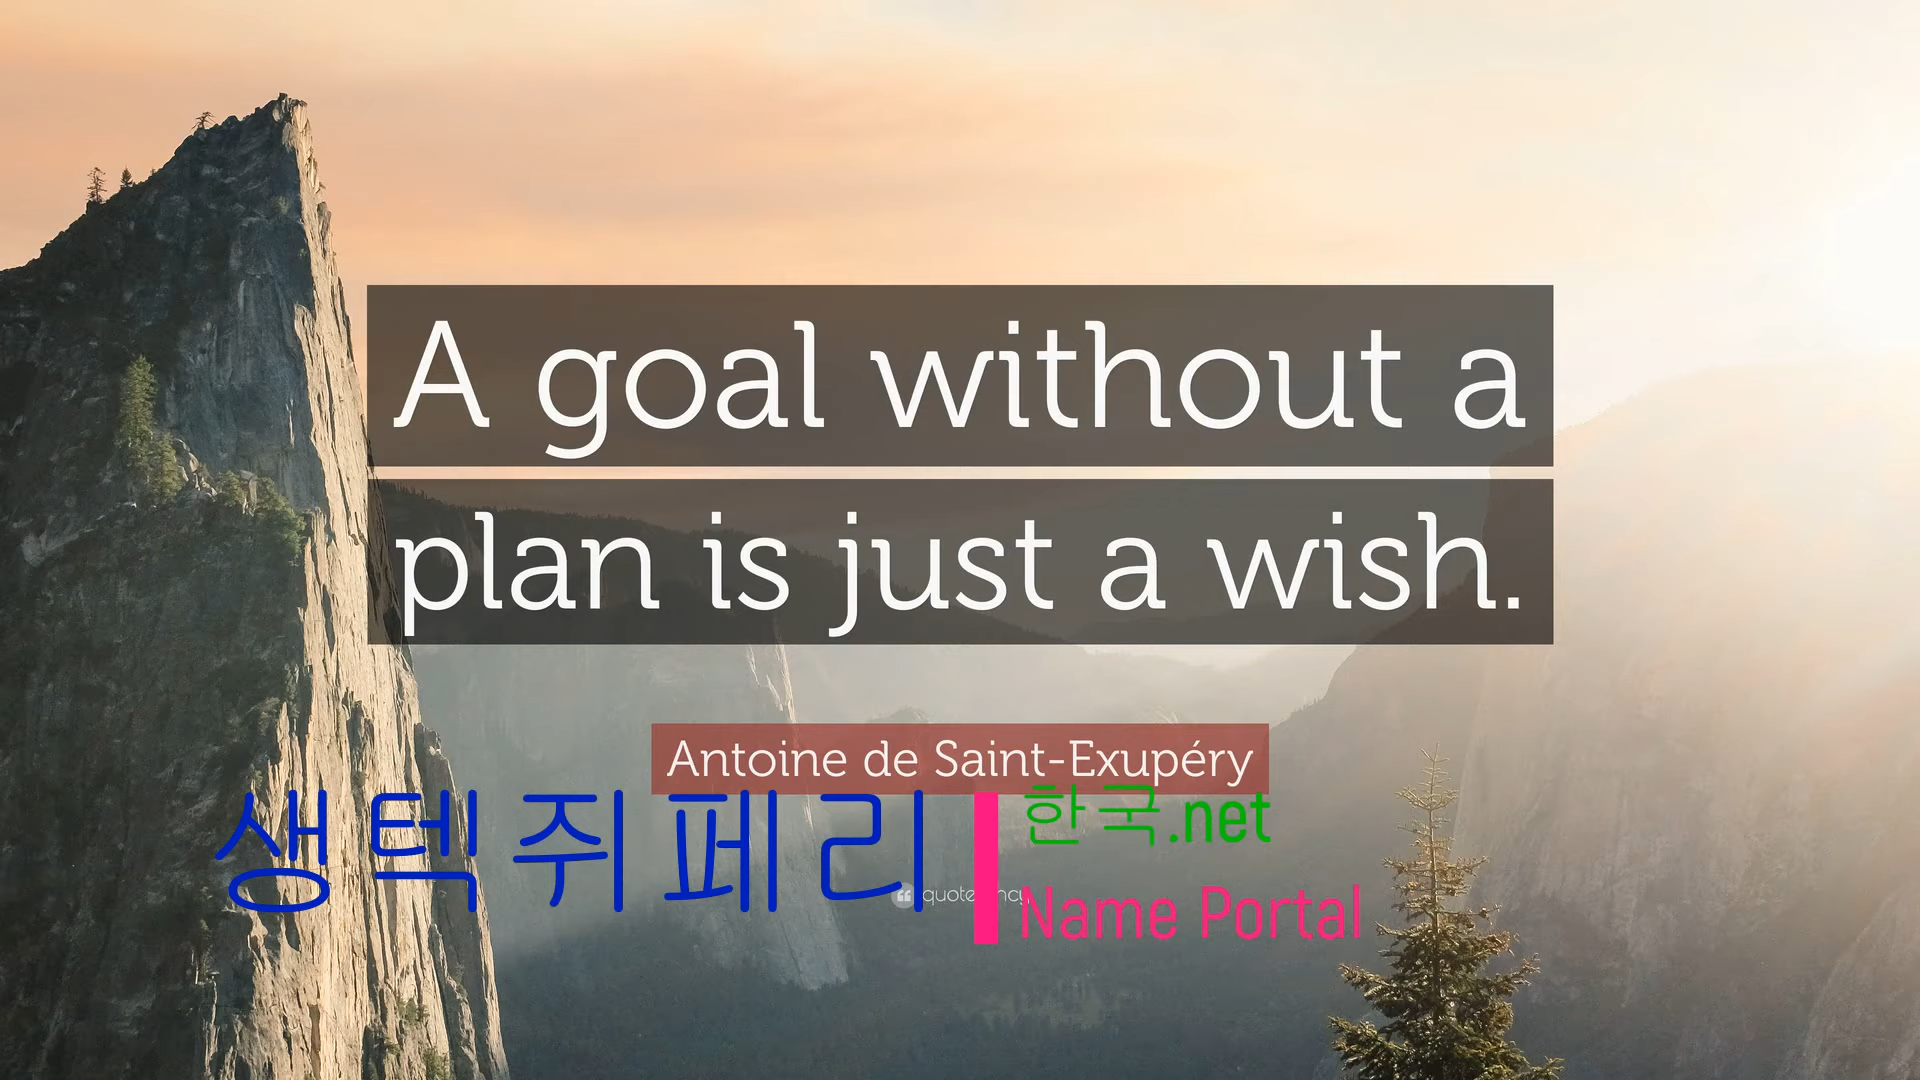 A goal without a
plan is just a wish.
Antoine de Saint-Exupéry
생텍쥐페리
한국.net
Name Portal